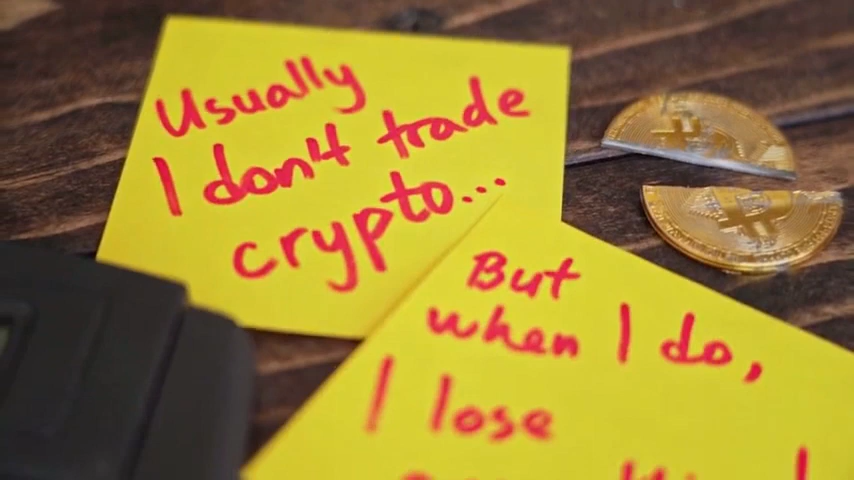 Usually
I don't trade
crypto...
But
when I do,
I lose